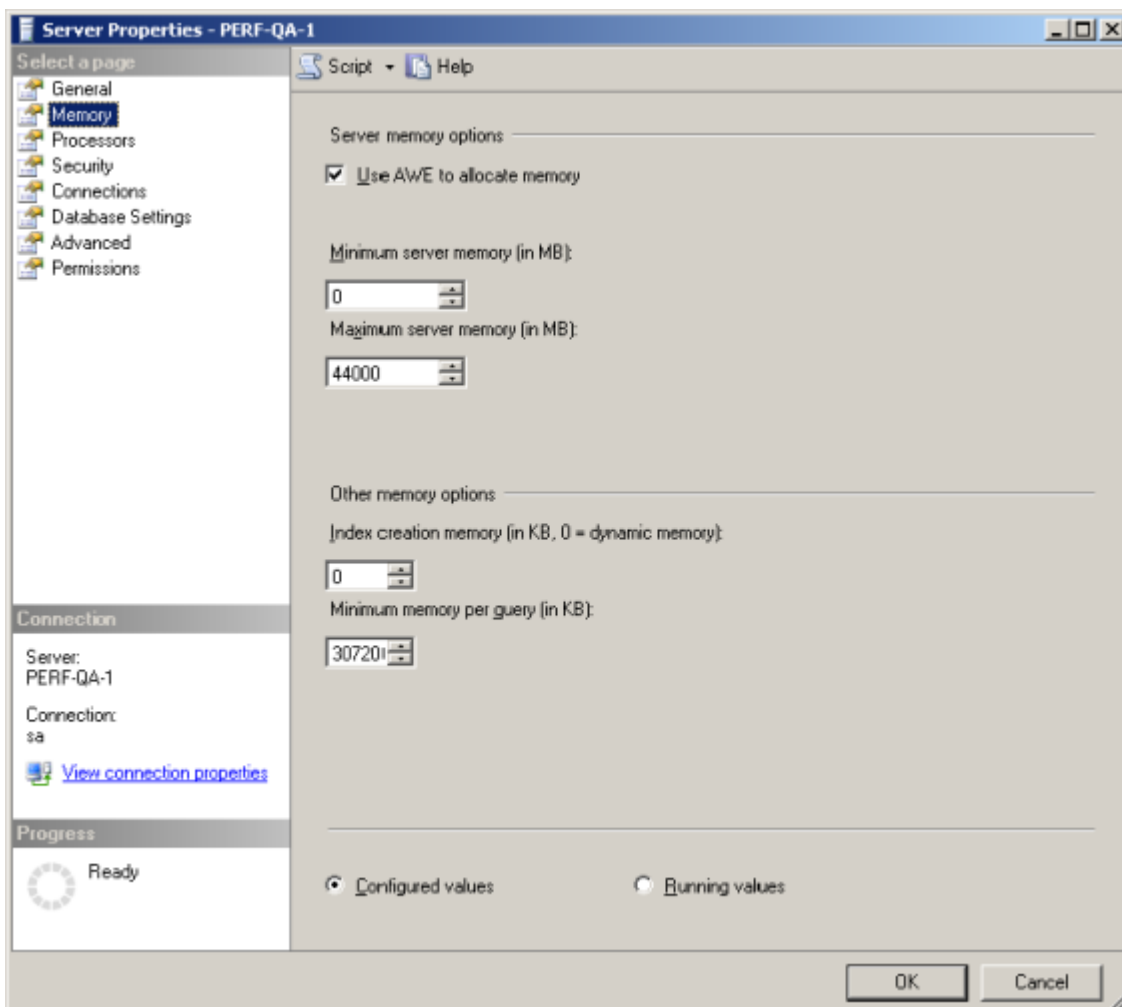 Server Properties - PERF-QA-1
Select a page
General
Memory
Processors
Security
Connections
Database Settings
Advanced
Permissions
Script
Help
Server memory options
Use AWE to allocate memory
Minimum server memory (in MB):
0
Maximum server memory (in MB):
44000
Other memory options
Index creation memory (in KB, 0 = dynamic memory):
0
Minimum memory per query (in KB):
Connection
Server:
PERF-QA-1
Connection:
sa
View connection properties
Progress
Ready
Configured values
Running values
OK
Cancel